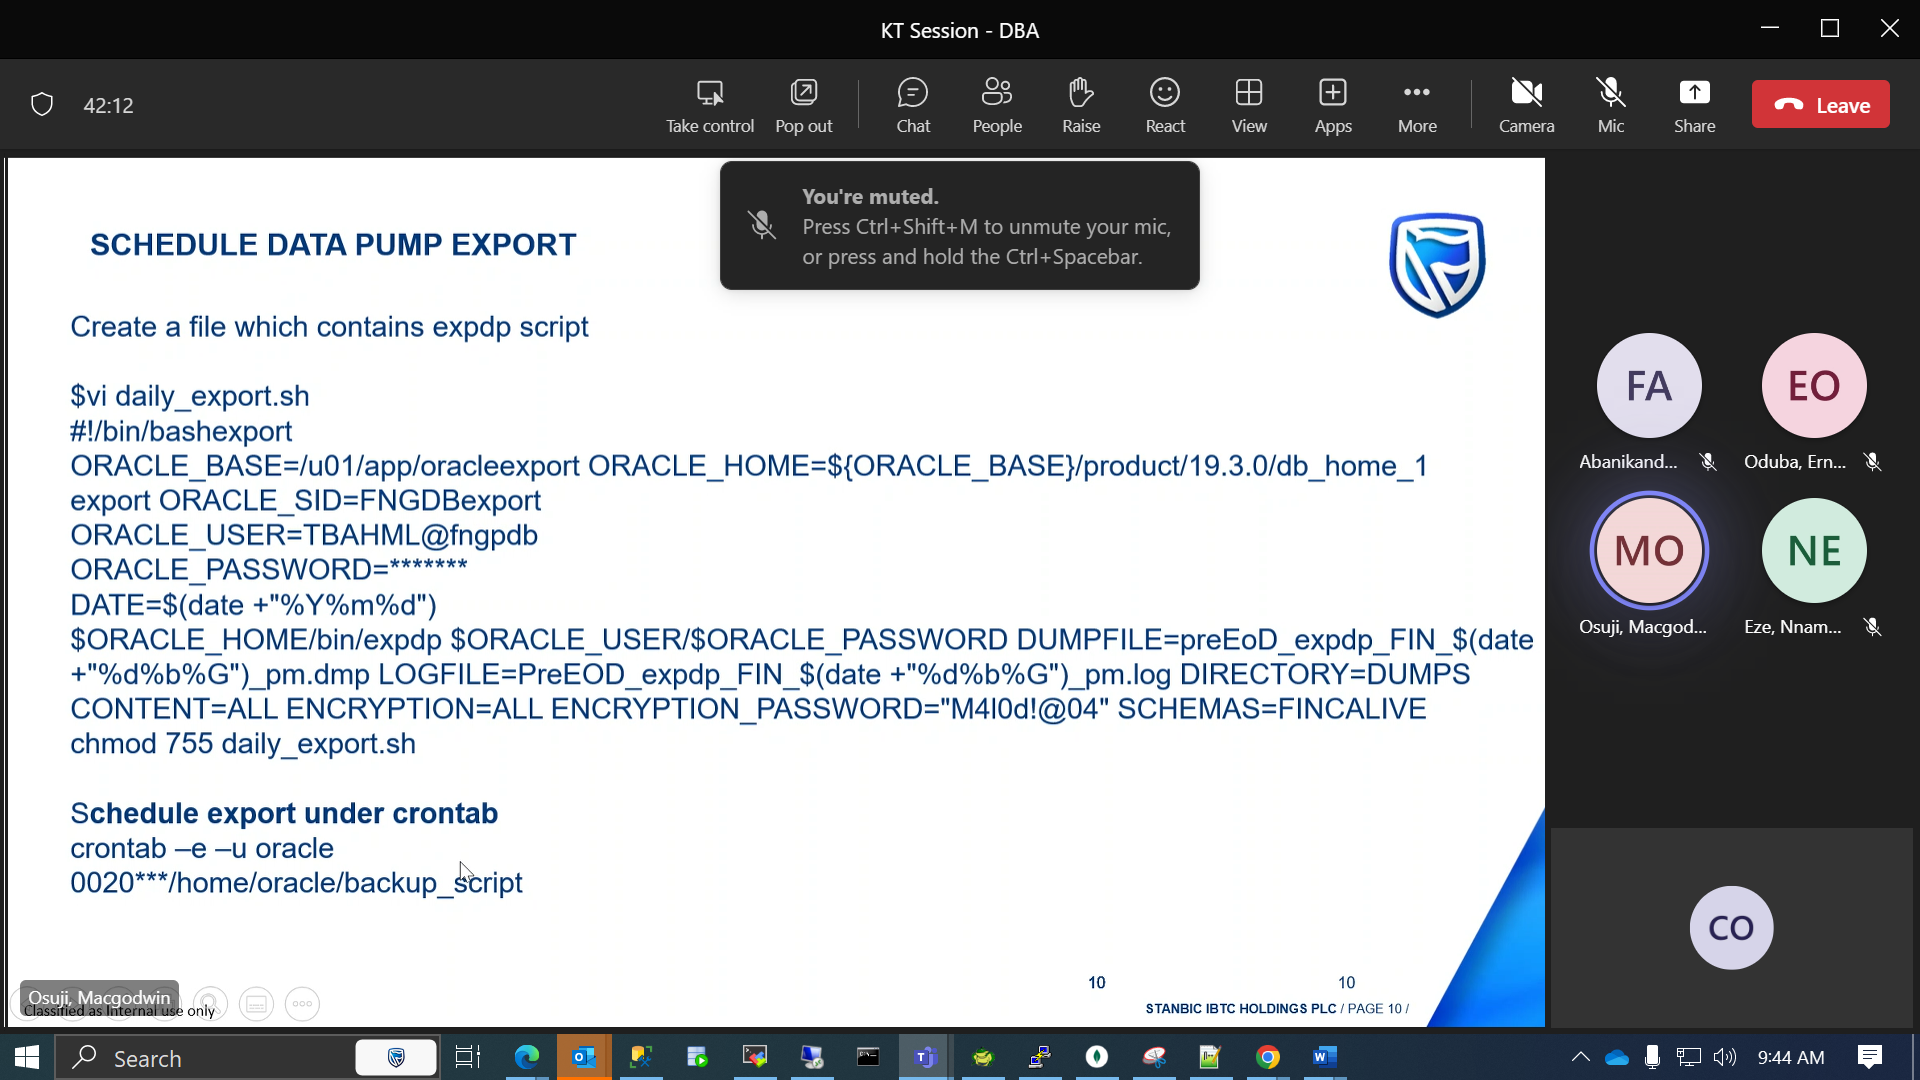 KT Session - DBA
42:12
Take control
Pop out
Chat
People
Raise
React
View
Apps
More
Camera
Mic
Share
Leave
You're muted.
Press Ctrl+Shift+M to unmute your mic,
or press and hold the Ctrl+Spacebar.
SCHEDULE DATA PUMP EXPORT
Create a file which contains expdp script
$vi daily_export.sh
#!/bin/bashexport
ORACLE_BASE=/u01/app/oracleexport ORACLE_HOME=${ORACLE_BASE}/product/19.3.0/db_home_1
export ORACLE_SID=FNGDBexport
ORACLE_USER=TBAHML@fngpdb
ORACLE_PASSWORD=*******
DATE=$(date +"%Y%m%d")
$ORACLE_HOME/bin/expdp $ORACLE_USER/$ORACLE_PASSWORD DUMPFILE=preEoD_expdp_FIN_$(date
+"%d%b%G")_pm.dmp LOGFILE=PreEOD_expdp_FIN_$(date +"%d%b%G")_pm.log DIRECTORY=DUMPS
CONTENT=ALL ENCRYPTION=ALL ENCRYPTION_PASSWORD="M4l0d!@04" SCHEMAS=FINCALIVE
chmod 755 daily_export.sh
Schedule export under crontab
crontab –e –u oracle
0020***/home/oracle/backup_script
10
10
STANBIC IBTC HOLDINGS PLC / PAGE 10 /
Osuji, Macgodwin
Classified as Internal use only
FA
EO
Abanikand...
Oduba, Ern...
MO
NE
Osuji, Macgod...
Eze, Nnam...
CO
Search
9:44 AM